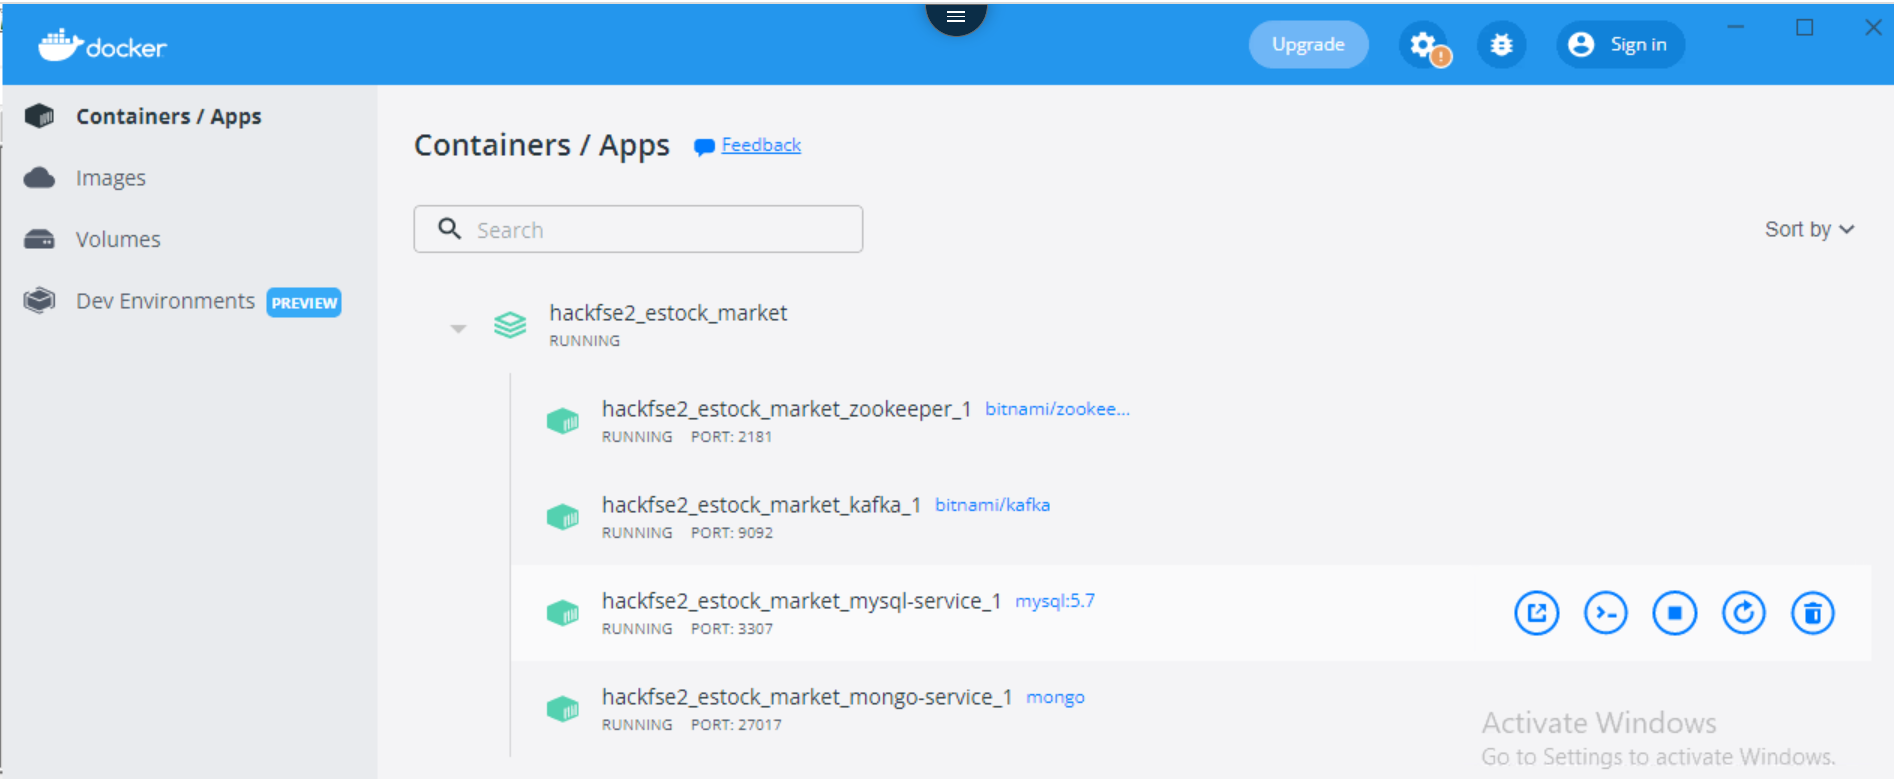 docker
Upgrade
Sign in
Containers / Apps
Images
Volumes
Dev Environments PREVIEW
Containers / Apps Feedback
Search
Sort by
hackfse2_estock_market
RUNNING
hackfse2_estock_market_zookeeper_1 bitnami/zookee...
RUNNING PORT: 2181
hackfse2_estock_market_kafka_1 bitnami/kafka
RUNNING PORT: 9092
hackfse2_estock_market_mysql-service_1 mysql:5.7
RUNNING PORT: 3307
hackfse2_estock_market_mongo-service_1 mongo
RUNNING PORT: 27017
Activate Windows
Go to Settings to activate Windows.